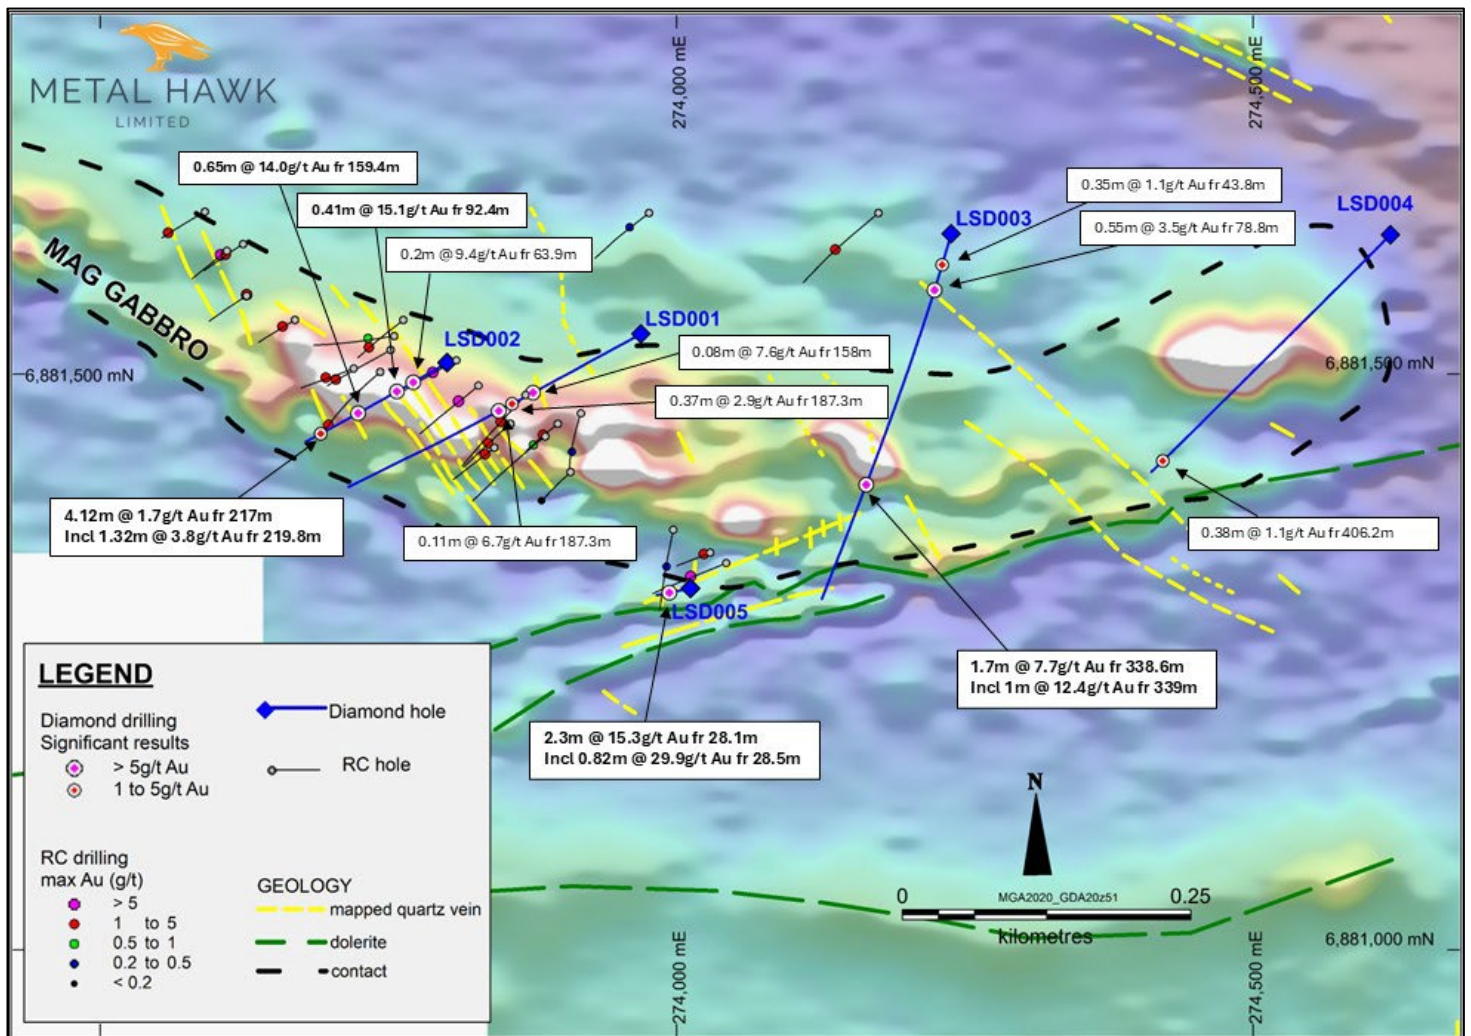 METAL HAWK
LIMITED
274,000 mE
274,500 mE
0.65m @ 14.0g/t Au fr 159.4m
0.41m @ 15.1g/t Au fr 92.4m
0.2m @ 9.4g/t Au fr 63.9m
0.35m @ 1.1g/t Au fr 43.8m
0.55m @ 3.5g/t Au fr 78.8m
LSD003
LSD004
MAG GABBRO
LSD002
LSD001
0.08m @ 7.6g/t Au fr 158m
0.37m @ 2.9g/t Au fr 187.3m
6,881,500 mN
6,881,500 mN
4.12m @ 1.7g/t Au fr 217m
Incl 1.32m @ 3.8g/t Au fr 219.8m
0.11m @ 6.7g/t Au fr 187.3m
0.38m @ 1.1g/t Au fr 406.2m
LSD005
1.7m @ 7.7g/t Au fr 338.6m
Incl 1m @ 12.4g/t Au fr 339m
2.3m @ 15.3g/t Au fr 28.1m
Incl 0.82m @ 29.9g/t Au fr 28.5m
LEGEND
Diamond drilling
Significant results
> 5g/t Au
1 to 5g/t Au
Diamond hole
RC hole
RC drilling
max Au (g/t)
> 5
1 to 5
0.5 to 1
0.2 to 0.5
< 0.2
GEOLOGY
mapped quartz vein
dolerite
contact
N
0
MGA2020_GDA20z51
0.25
kilometres
6,881,000 mN
274,000 mE
274,500 mE